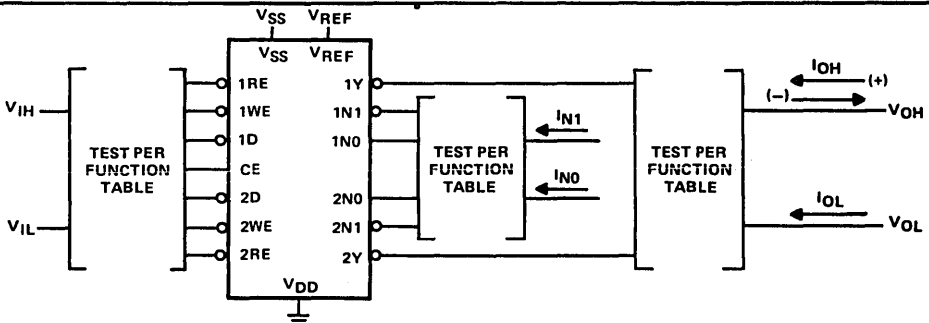 VSS VREF
VSS VREF
VIH
VIL
TEST PER
FUNCTION
TABLE
1RE
1WE
1D
CE
2D
2WE
2RE
1Y
1N1
1N0
2N0
2N1
2Y
VDD
TEST PER
FUNCTION
TABLE
IN1
IN0
TEST PER
FUNCTION
TABLE
IOH
(+)
(−)
VOH
IOL
VOL